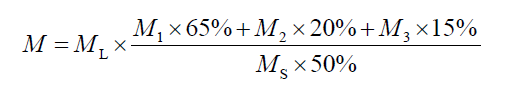 M = M_L × (M_1 × 65% + M_2 × 20% + M_3 × 15%) / (M_S × 50%)